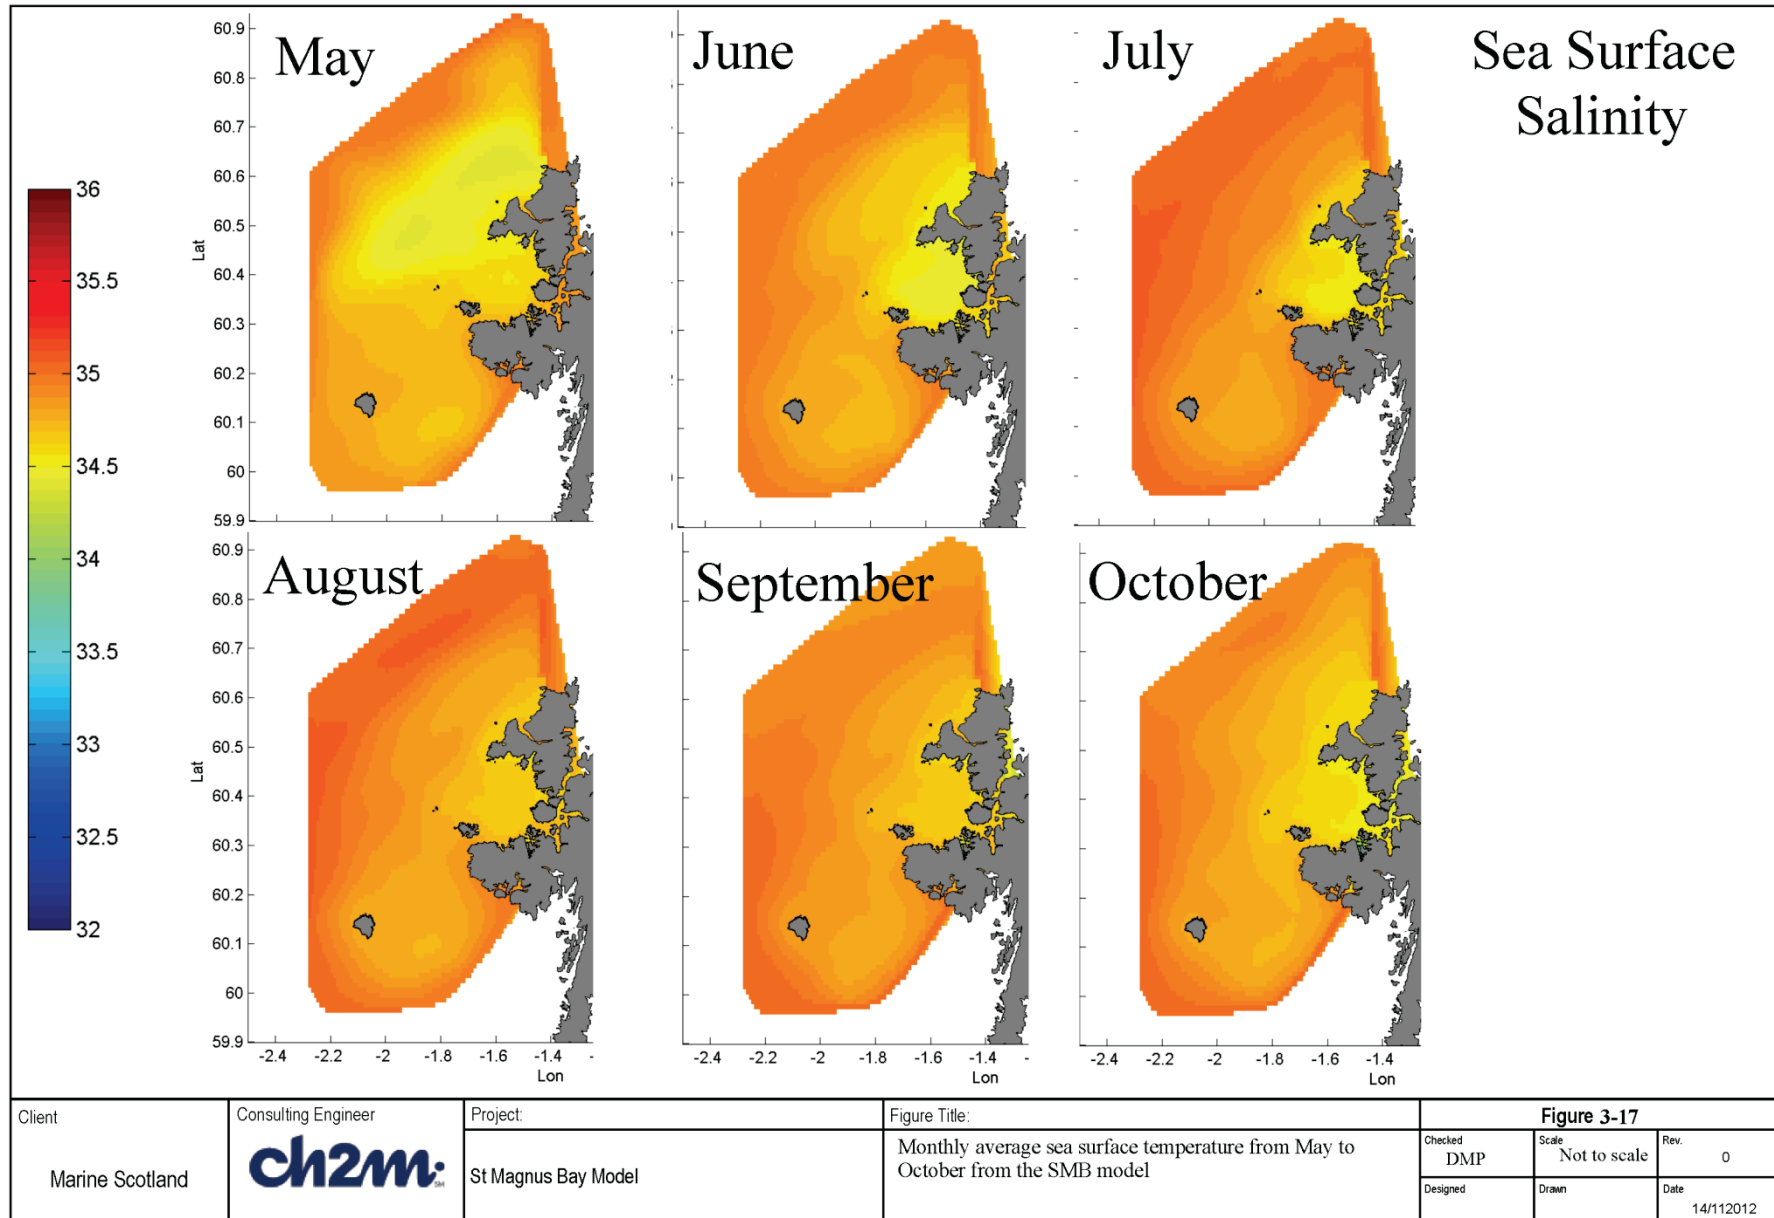 May
June
July
Sea Surface
Salinity
60.9
60.8
60.7
60.6
60.5
60.4
60.3
60.2
60.1
60
59.9
Lat
36
35.5
35
34.5
34
33.5
33
32.5
32
August
September
October
60.9
60.8
60.7
60.6
60.5
60.4
60.3
60.2
60.1
60
59.9
Lat
-2.4 -2.2 -2 -1.8 -1.6 -1.4 -
Lon
-2.4 -2.2 -2 -1.8 -1.6 -1.4 -
Lon
-2.4 -2.2 -2 -1.8 -1.6 -1.4
Lon
Client
Marine Scotland
Consulting Engineer
ch2m: SM
Project:
St Magnus Bay Model
Figure Title:
Monthly average sea surface temperature from May to
October from the SMB model
Figure 3-17
Checked
DMP
Scale
Not to scale
Rev.
0
Designed
Drawn
Date
14/112012